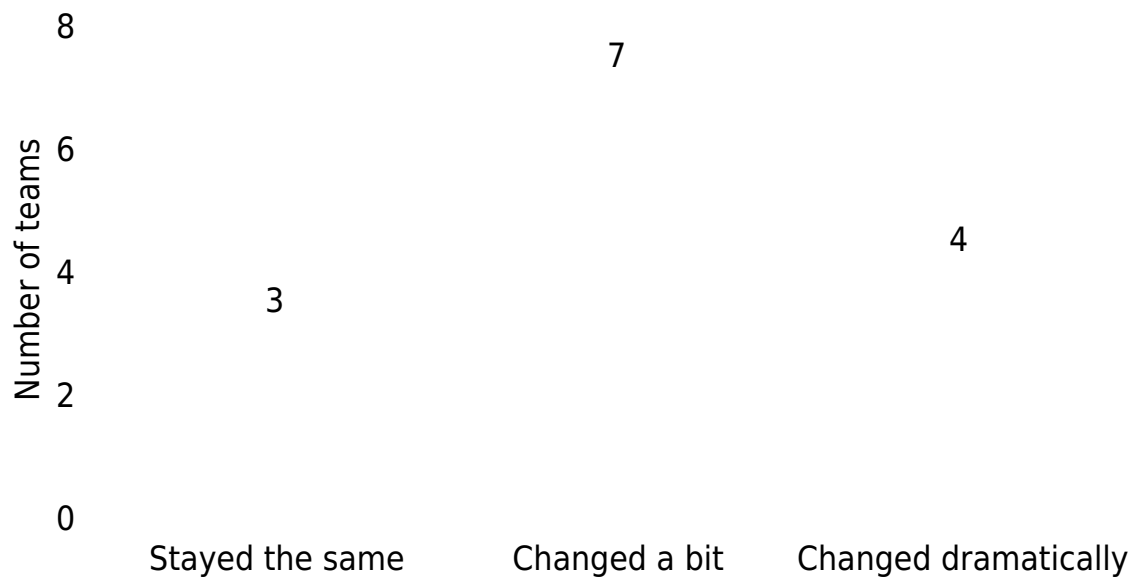 8
7
6
Number of teams
4
4
3
2
0
Stayed the same
Changed a bit
Changed dramatically